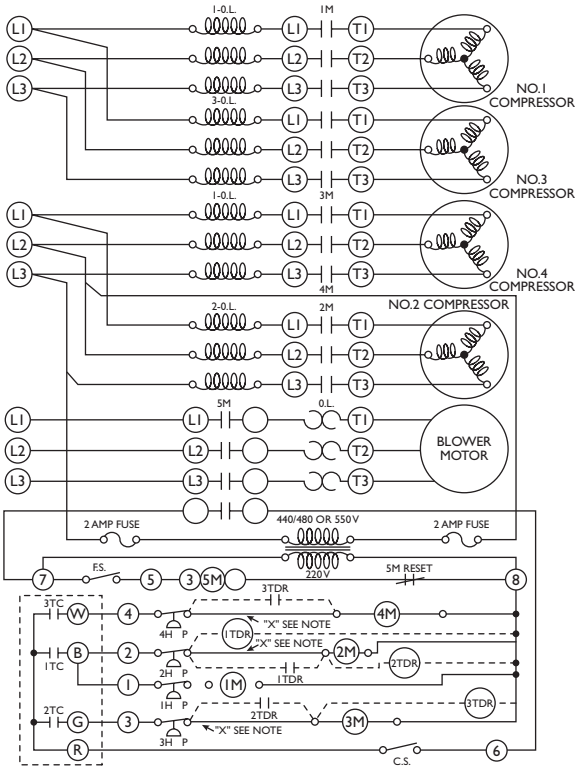 1-O.L. 1M
L1 L1 T1
L2 L2 T2
L3 L3 T3
NO.1
COMPRESSOR
3-O.L.
L1 T1
L2 T2
L3 T3
NO.3
COMPRESSOR
1-O.L. 3M
L1 L1 T1
L2 L2 T2
L3 L3 T3
NO.4
COMPRESSOR
4M
NO.2 COMPRESSOR
2-O.L. 2M
L1 T1
L2 T2
L3 T3
5M O.L.
L1 L1 T1
L2 L2 T2
L3 L3 T3
BLOWER
MOTOR
2 AMP FUSE 440/480 OR 550V 2 AMP FUSE
220V
7 F.S. 5 3 5M 5M RESET 8
3TDR
3TC W 4 4H P 4M
"X" SEE NOTE
1TDR
"X" SEE NOTE
1TC B 2 2H P 2M 2TDR
1TDR
1 1H P 1M
2TDR 3TDR
2TC G 3 3H P 3M
"X" SEE NOTE
R C.S. 6